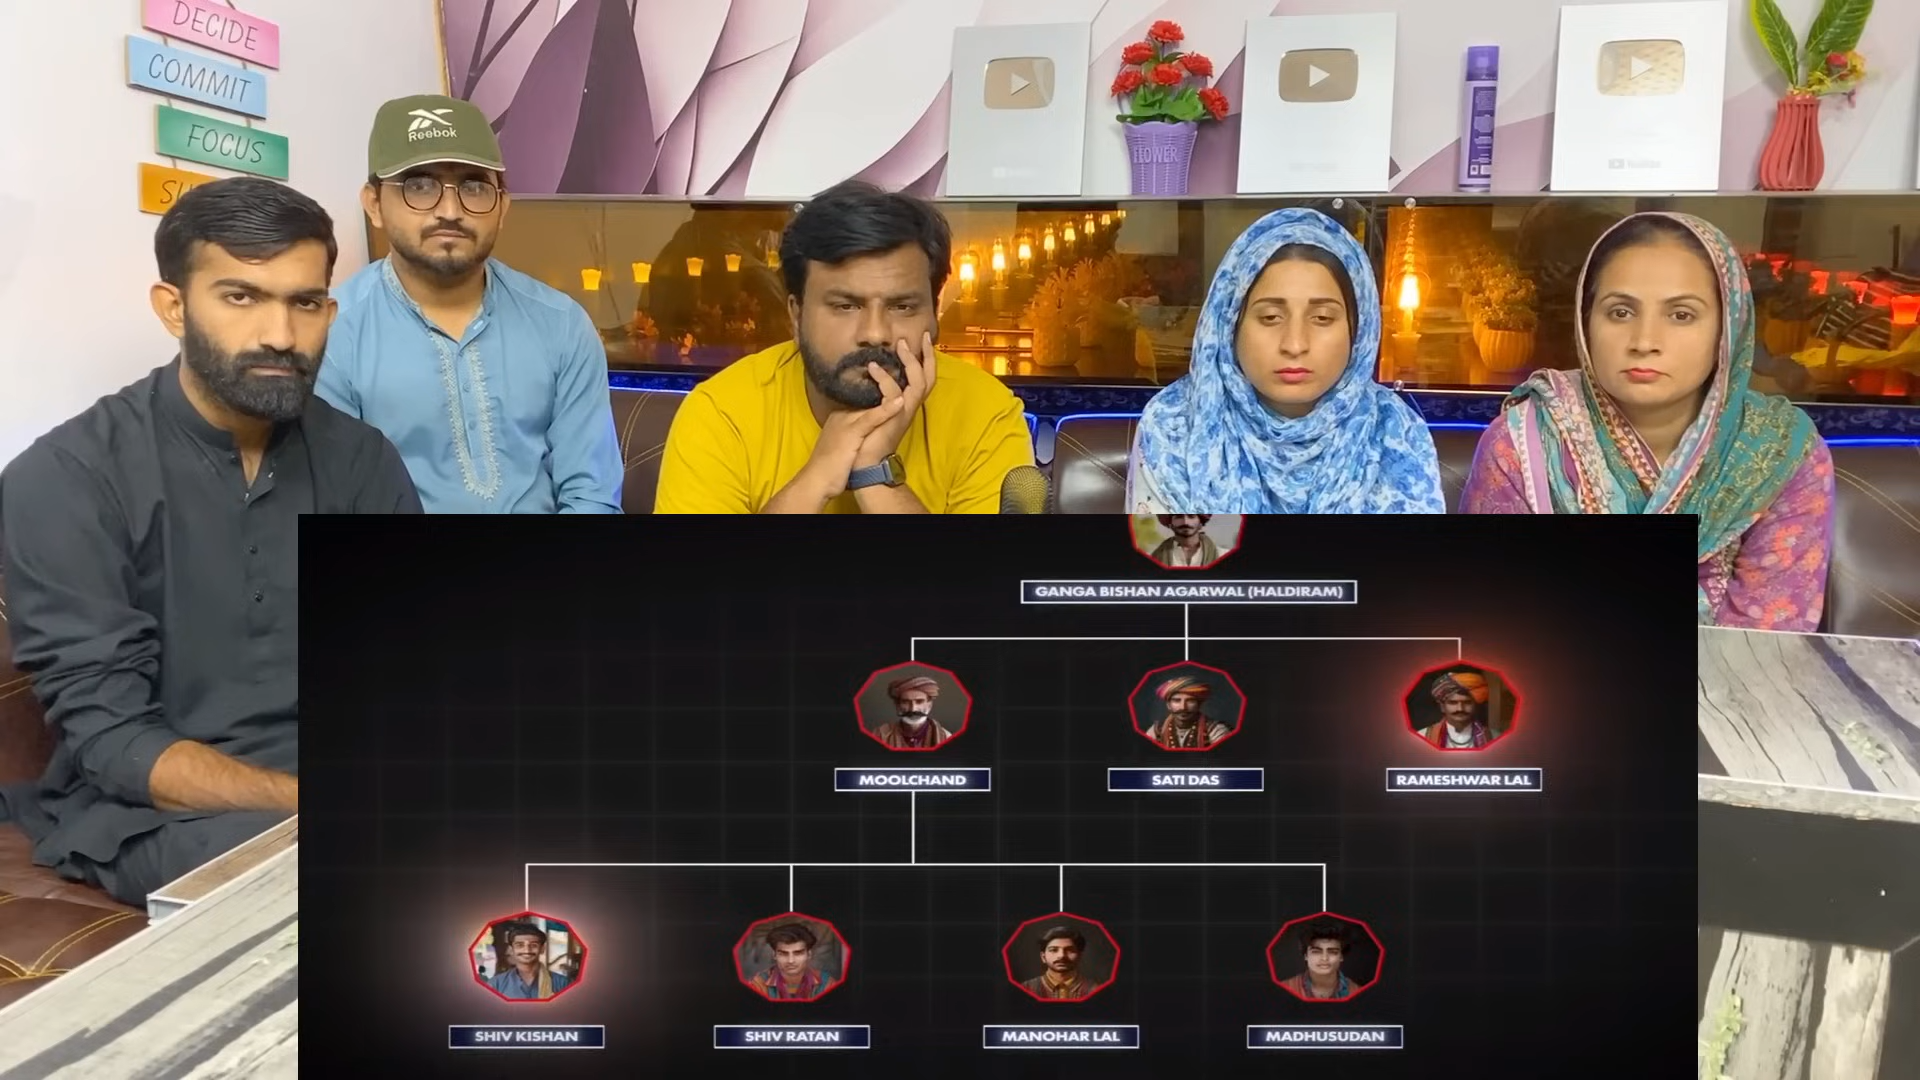 DECIDE
COMMIT
FOCUS
SU
Reebok
FLOWER
GANGA BISHAN AGARWAL (HALDIRAM)
MOOLCHAND
SATI DAS
RAMESHWAR LAL
SHIV KISHAN
SHIV RATAN
MANOHAR LAL
MADHUSUDAN